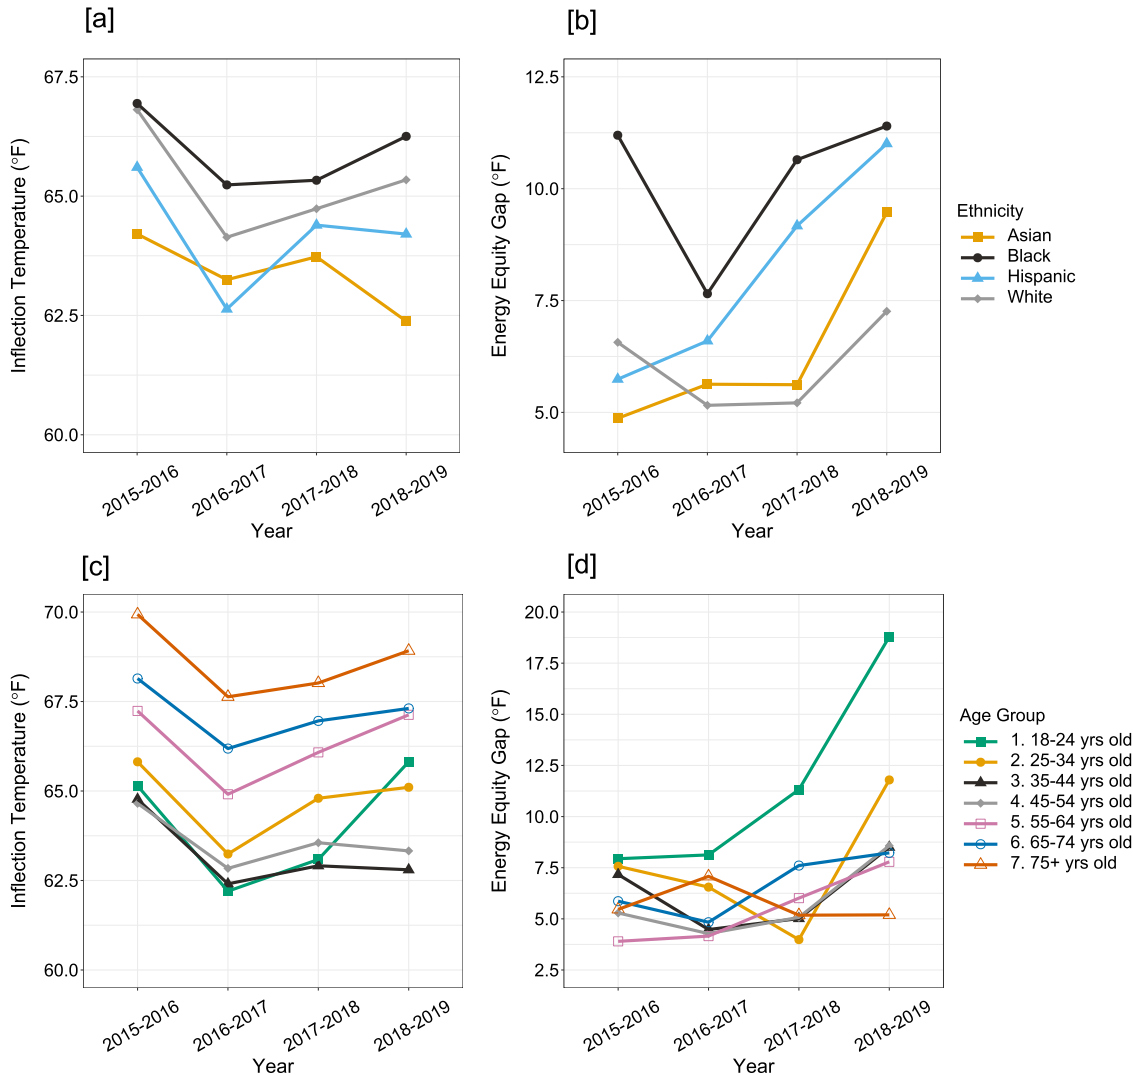 [a]
Inflection Temperature (°F)
67.5
65.0
62.5
60.0
2015-2016
2016-2017
2017-2018
2018-2019
Year
[b]
Energy Equity Gap (°F)
12.5
10.0
7.5
5.0
2015-2016
2016-2017
2017-2018
2018-2019
Year
Ethnicity
Asian
Black
Hispanic
White
[c]
Inflection Temperature (°F)
70.0
67.5
65.0
62.5
60.0
2015-2016
2016-2017
2017-2018
2018-2019
Year
[d]
Energy Equity Gap (°F)
20.0
17.5
15.0
12.5
10.0
7.5
5.0
2.5
2015-2016
2016-2017
2017-2018
2018-2019
Year
Age Group
1. 18-24 yrs old
2. 25-34 yrs old
3. 35-44 yrs old
4. 45-54 yrs old
5. 55-64 yrs old
6. 65-74 yrs old
7. 75+ yrs old